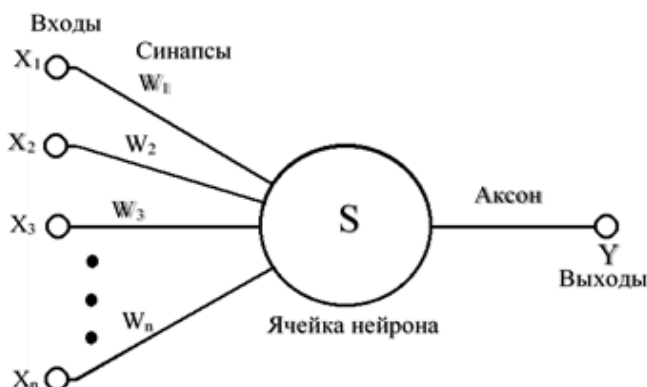 Входы
X₁
Синапсы
W₁
X₂
W₂
X₃
W₃
S
Аксон
Y
Выходы
Wₙ
Ячейка нейрона
Xₙ